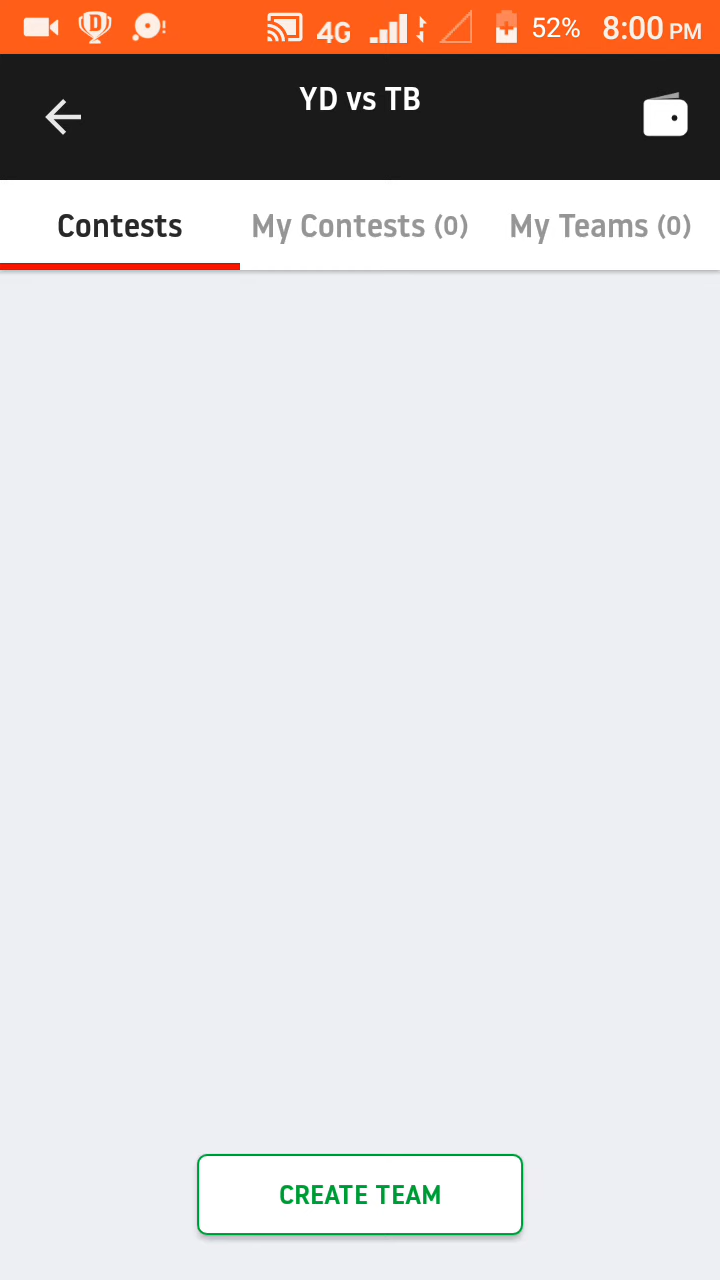 4G 52% 8:00 PM
YD vs TB
Contests My Contests (0) My Teams (0)
CREATE TEAM